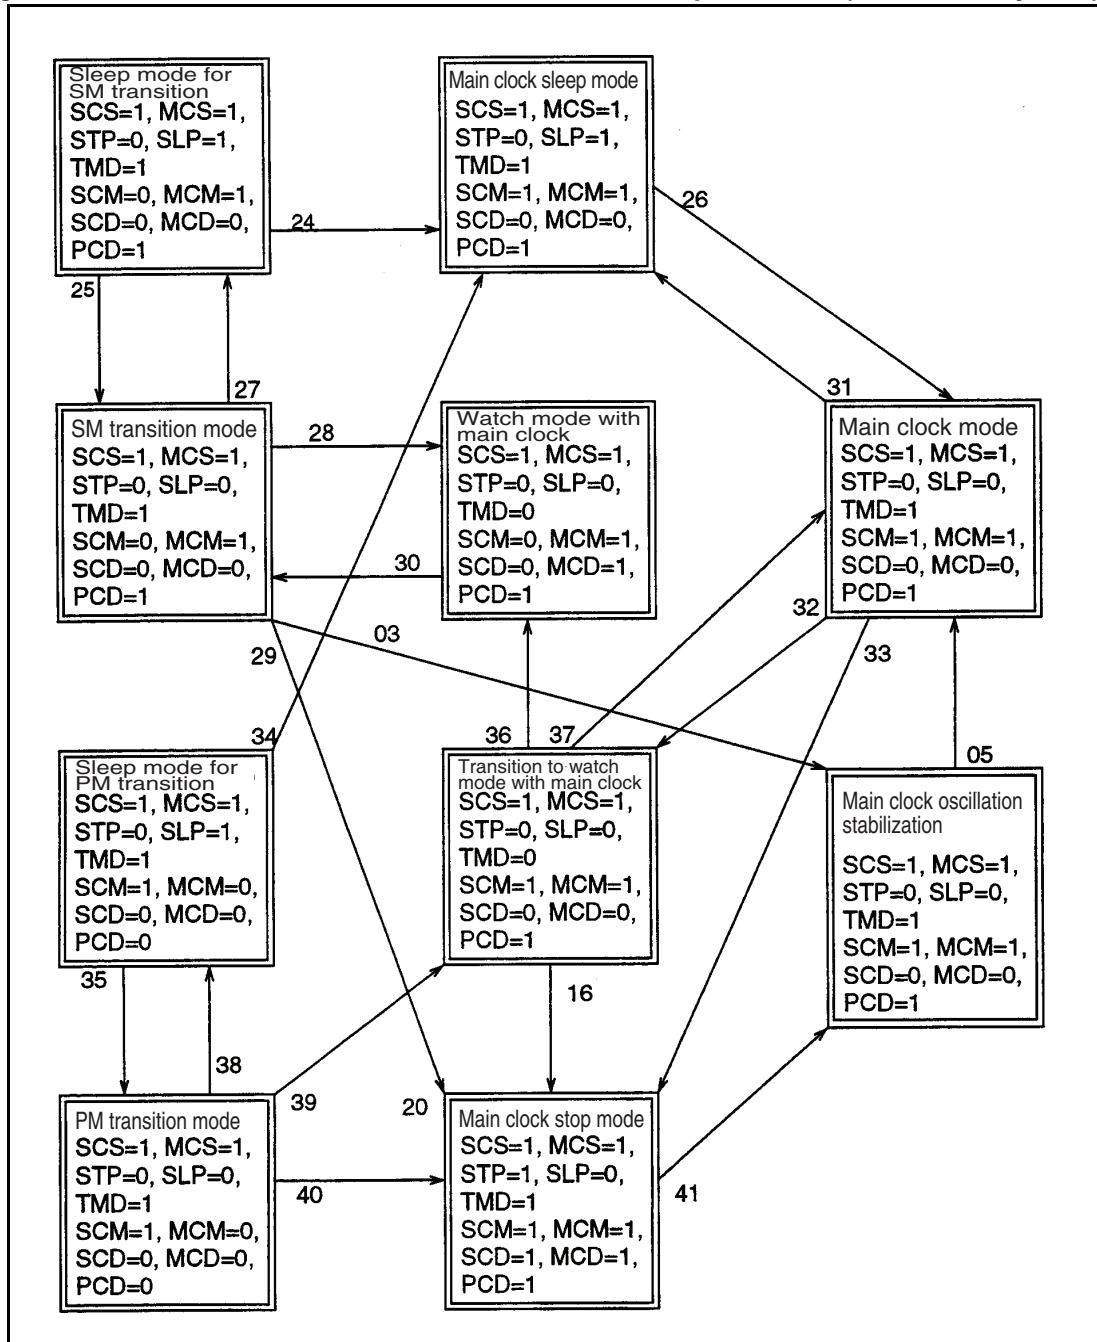 Sleep mode for
SM transition
SCS=1, MCS=1,
STP=0, SLP=1,
TMD=1
SCM=0, MCM=1,
SCD=0, MCD=0,
PCD=1
Main clock sleep mode
SCS=1, MCS=1,
STP=0, SLP=1,
TMD=1
SCM=1, MCM=1,
SCD=0, MCD=0,
PCD=1
24
26
25
27
31
SM transition mode
SCS=1, MCS=1,
STP=0, SLP=0,
TMD=1
SCM=0, MCM=1,
SCD=0, MCD=0,
PCD=1
28
30
Watch mode with
main clock
SCS=1, MCS=1,
STP=0, SLP=0,
TMD=0
SCM=0, MCM=1,
SCD=0, MCD=1,
PCD=1
Main clock mode
SCS=1, MCS=1,
STP=0, SLP=0,
TMD=1
SCM=1, MCM=1,
SCD=0, MCD=0,
PCD=1
32
03
29
33
34
36
37
05
Sleep mode for
PM transition
SCS=1, MCS=1,
STP=0, SLP=1,
TMD=1
SCM=1, MCM=0,
SCD=0, MCD=0,
PCD=0
Transition to watch
mode with main clock
SCS=1, MCS=1,
STP=0, SLP=0,
TMD=0
SCM=1, MCM=1,
SCD=0, MCD=0,
PCD=1
Main clock oscillation
stabilization
SCS=1, MCS=1,
STP=0, SLP=0,
TMD=1
SCM=1, MCM=1,
SCD=0, MCD=0,
PCD=1
35
16
38
39
20
PM transition mode
SCS=1, MCS=1,
STP=0, SLP=0,
TMD=1
SCM=1, MCM=0,
SCD=0, MCD=0,
PCD=0
40
Main clock stop mode
SCS=1, MCS=1,
STP=1, SLP=0,
TMD=1
SCM=1, MCM=1,
SCD=1, MCD=1,
PCD=1
41